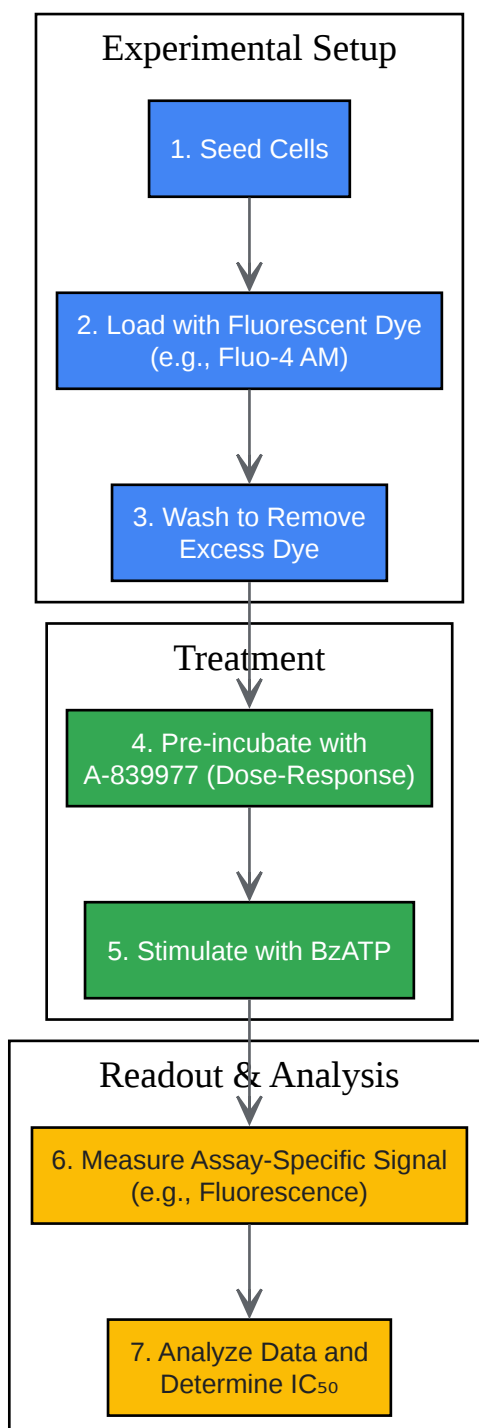 Experimental Setup
1. Seed Cells
2. Load with Fluorescent Dye
(e.g., Fluo-4 AM)
3. Wash to Remove
Excess Dye
Treatment
4. Pre-incubate with
A-839977 (Dose-Response)
5. Stimulate with BzATP
Readout & Analysis
6. Measure Assay-Specific Signal
(e.g., Fluorescence)
7. Analyze Data and
Determine IC₅₀